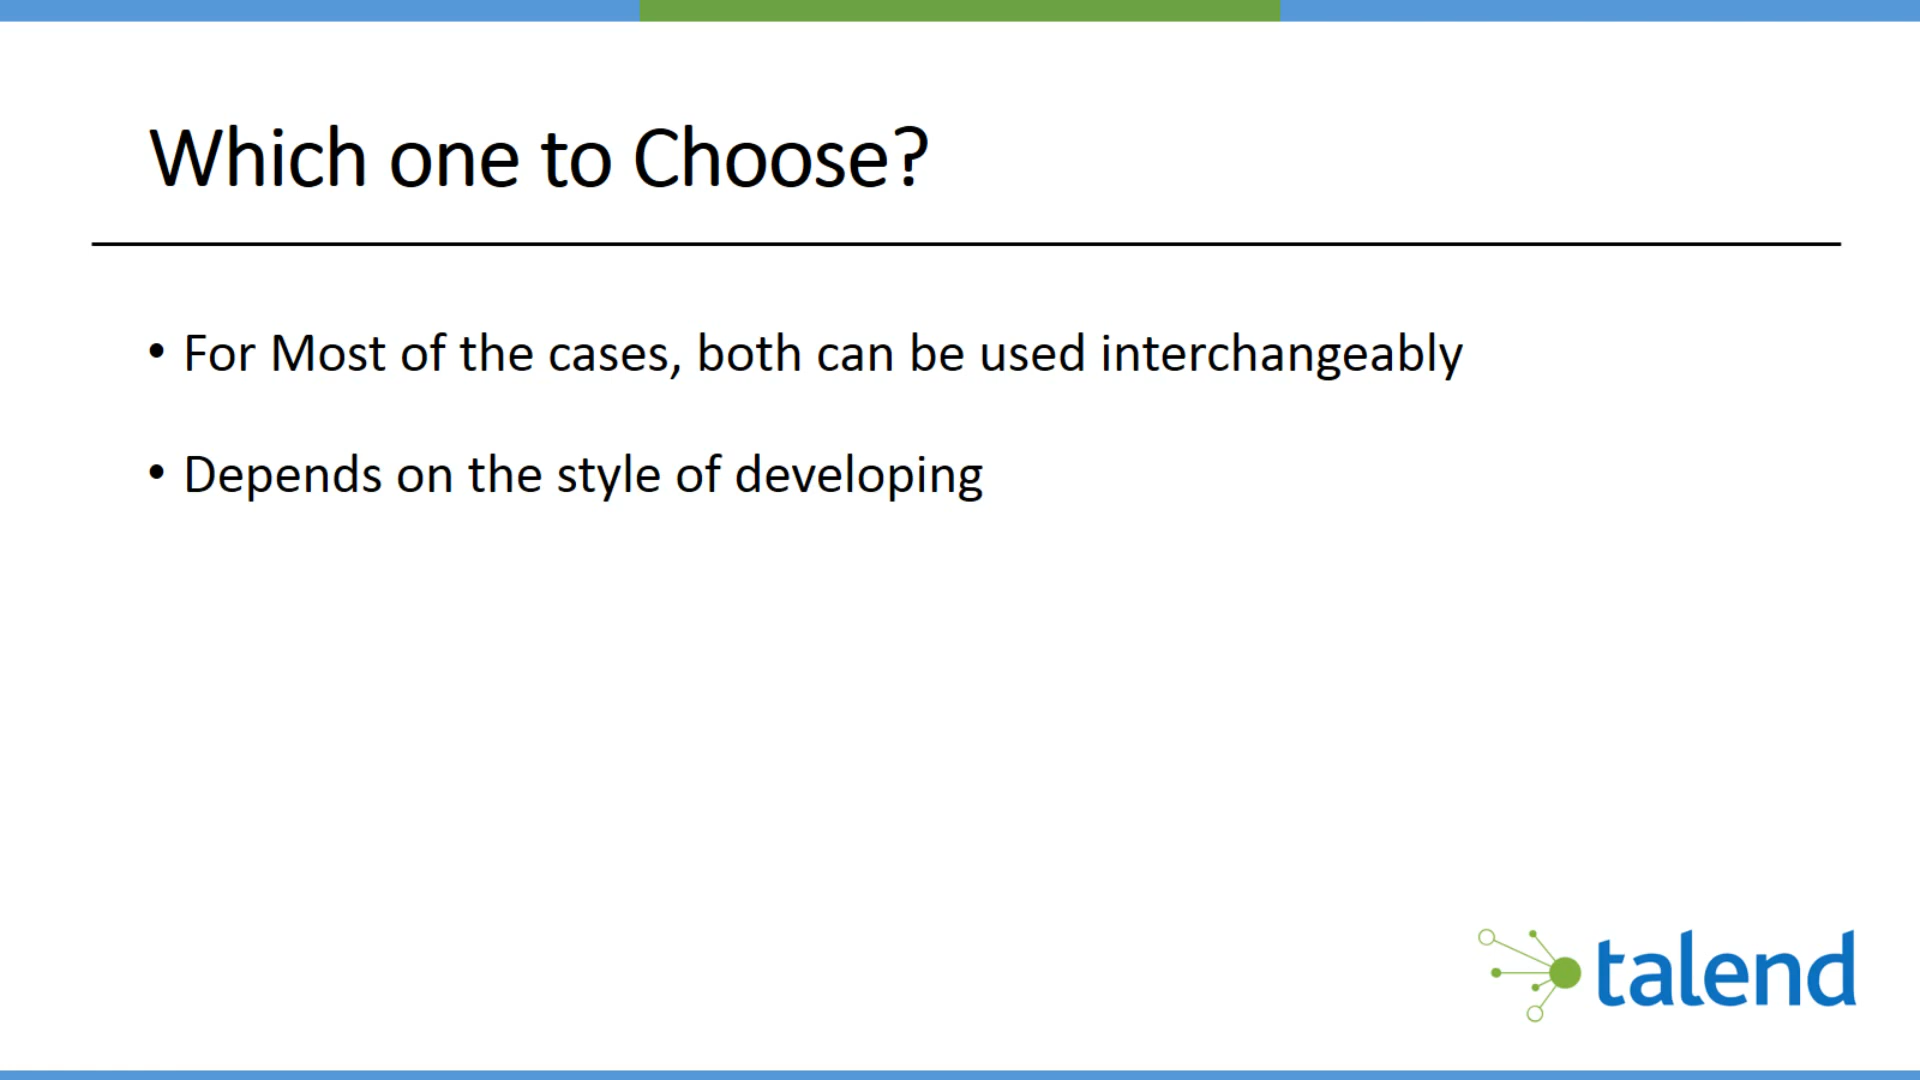 Which one to Choose?
• For Most of the cases, both can be used interchangeably
• Depends on the style of developing
talend